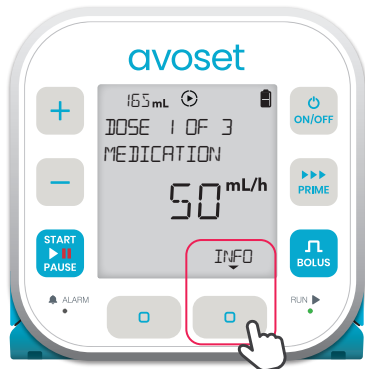 avoset
165 mL
DOSE 1 OF 3
MEDICATION
50 mL/h
INFO
ON/OFF
PRIME
START
PAUSE
BOLUS
ALARM
RUN